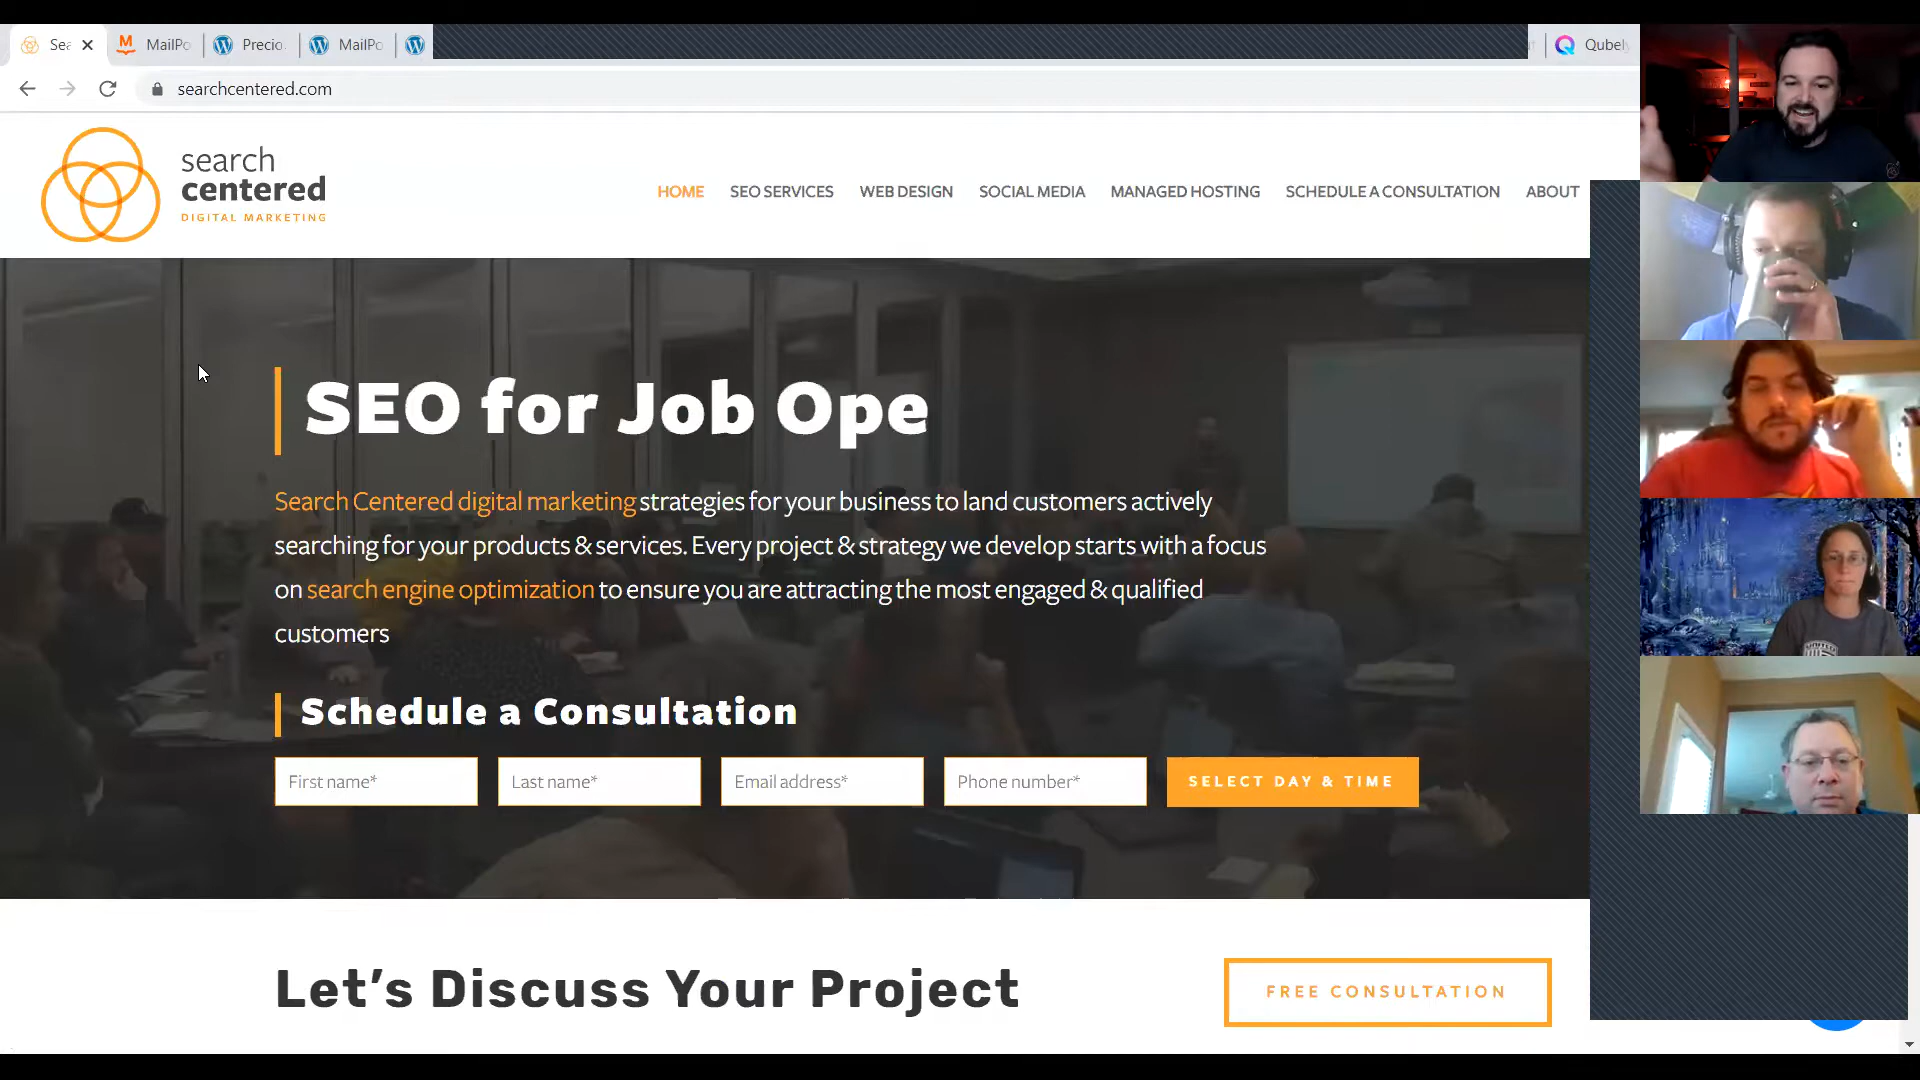 Sea
MailPo
Precio
MailPo
Qubely
searchcentered.com
search
centered
DIGITAL MARKETING
HOME SEO SERVICES WEB DESIGN SOCIAL MEDIA MANAGED HOSTING SCHEDULE A CONSULTATION ABOUT
SEO for Job Ope
Search Centered digital marketing strategies for your business to land customers actively
searching for your products & services. Every project & strategy we develop starts with a focus
on search engine optimization to ensure you are attracting the most engaged & qualified
customers
Schedule a Consultation
First name* Last name* Email address* Phone number* SELECT DAY & TIME
Let's Discuss Your Project
FREE CONSULTATION